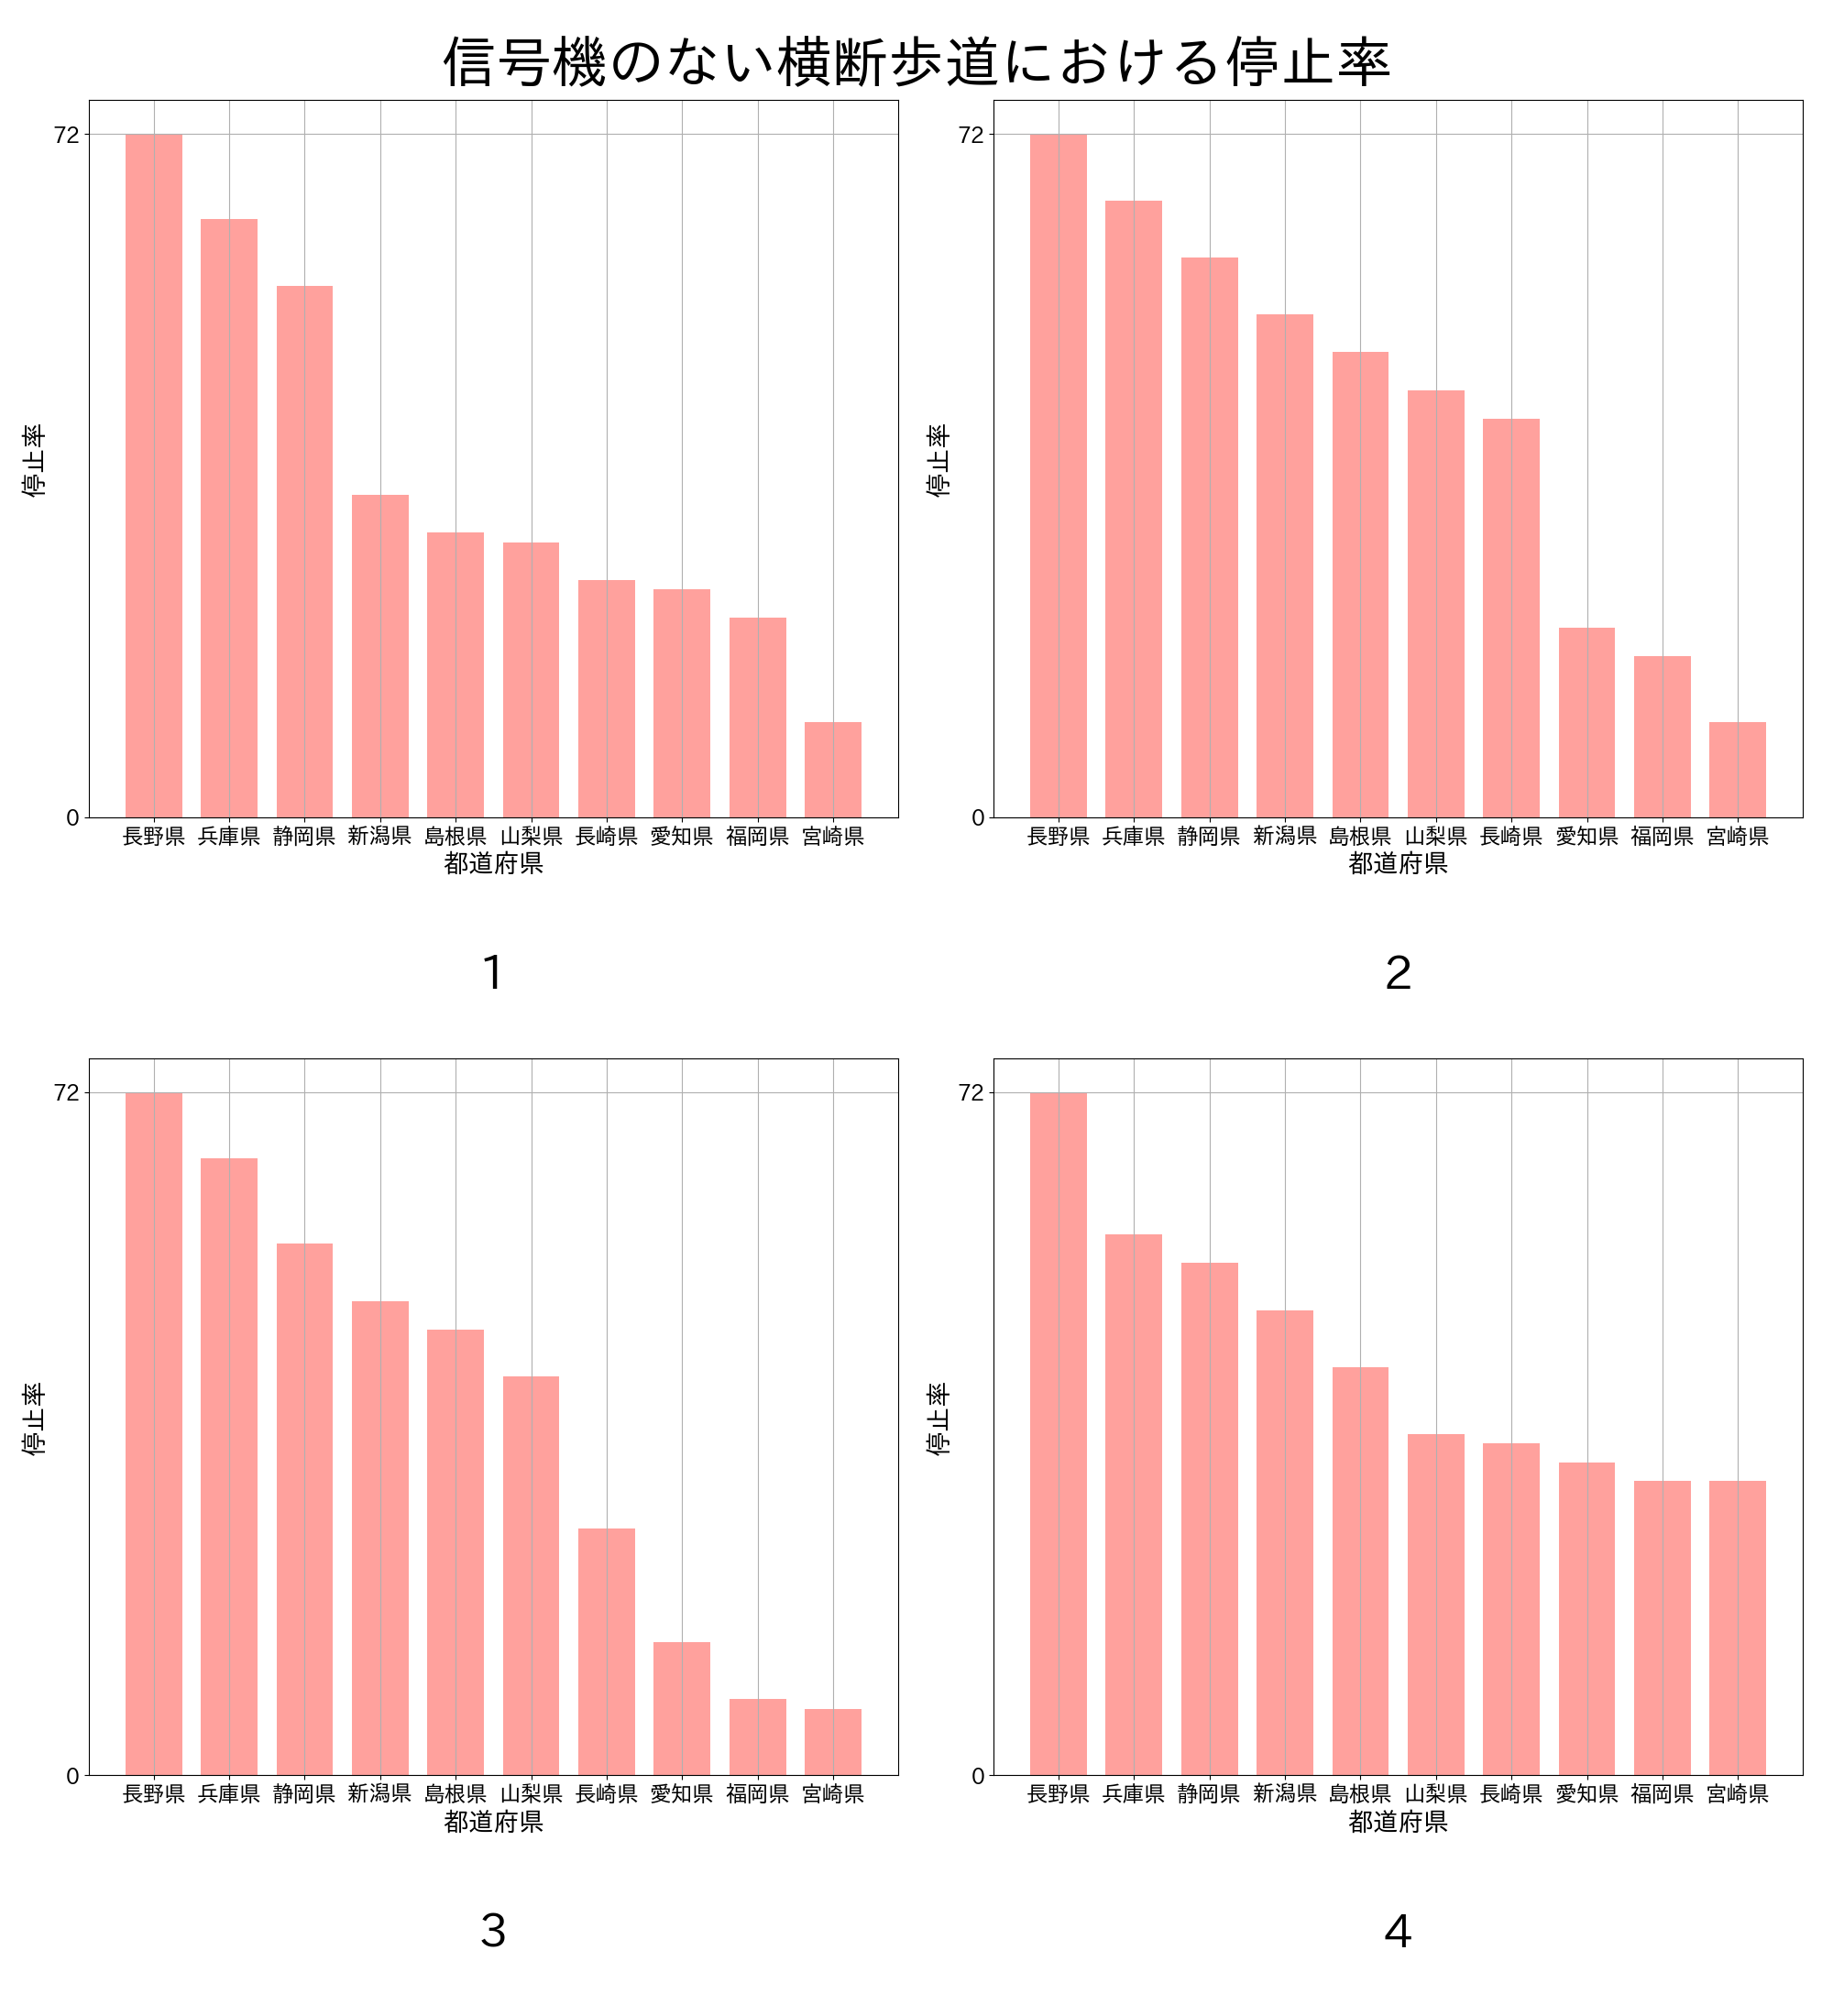 信号機のない横断歩道における停止率
72
0
停止率
長野県 兵庫県 静岡県 新潟県 島根県 山梨県 長崎県 愛知県 福岡県 宮崎県
都道府県
1
72
0
停止率
長野県 兵庫県 静岡県 新潟県 島根県 山梨県 長崎県 愛知県 福岡県 宮崎県
都道府県
2
72
0
停止率
長野県 兵庫県 静岡県 新潟県 島根県 山梨県 長崎県 愛知県 福岡県 宮崎県
都道府県
3
72
0
停止率
長野県 兵庫県 静岡県 新潟県 島根県 山梨県 長崎県 愛知県 福岡県 宮崎県
都道府県
4